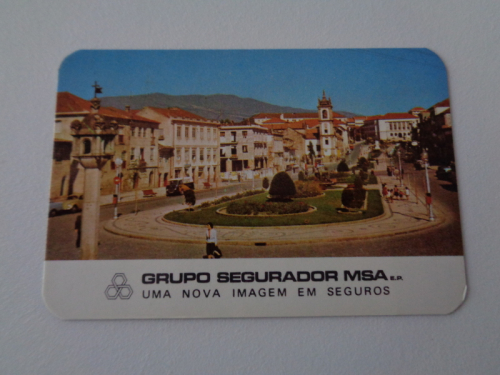 GRUPO SEGURADOR MSA E.P.
UMA NOVA IMAGEM EM SEGUROS